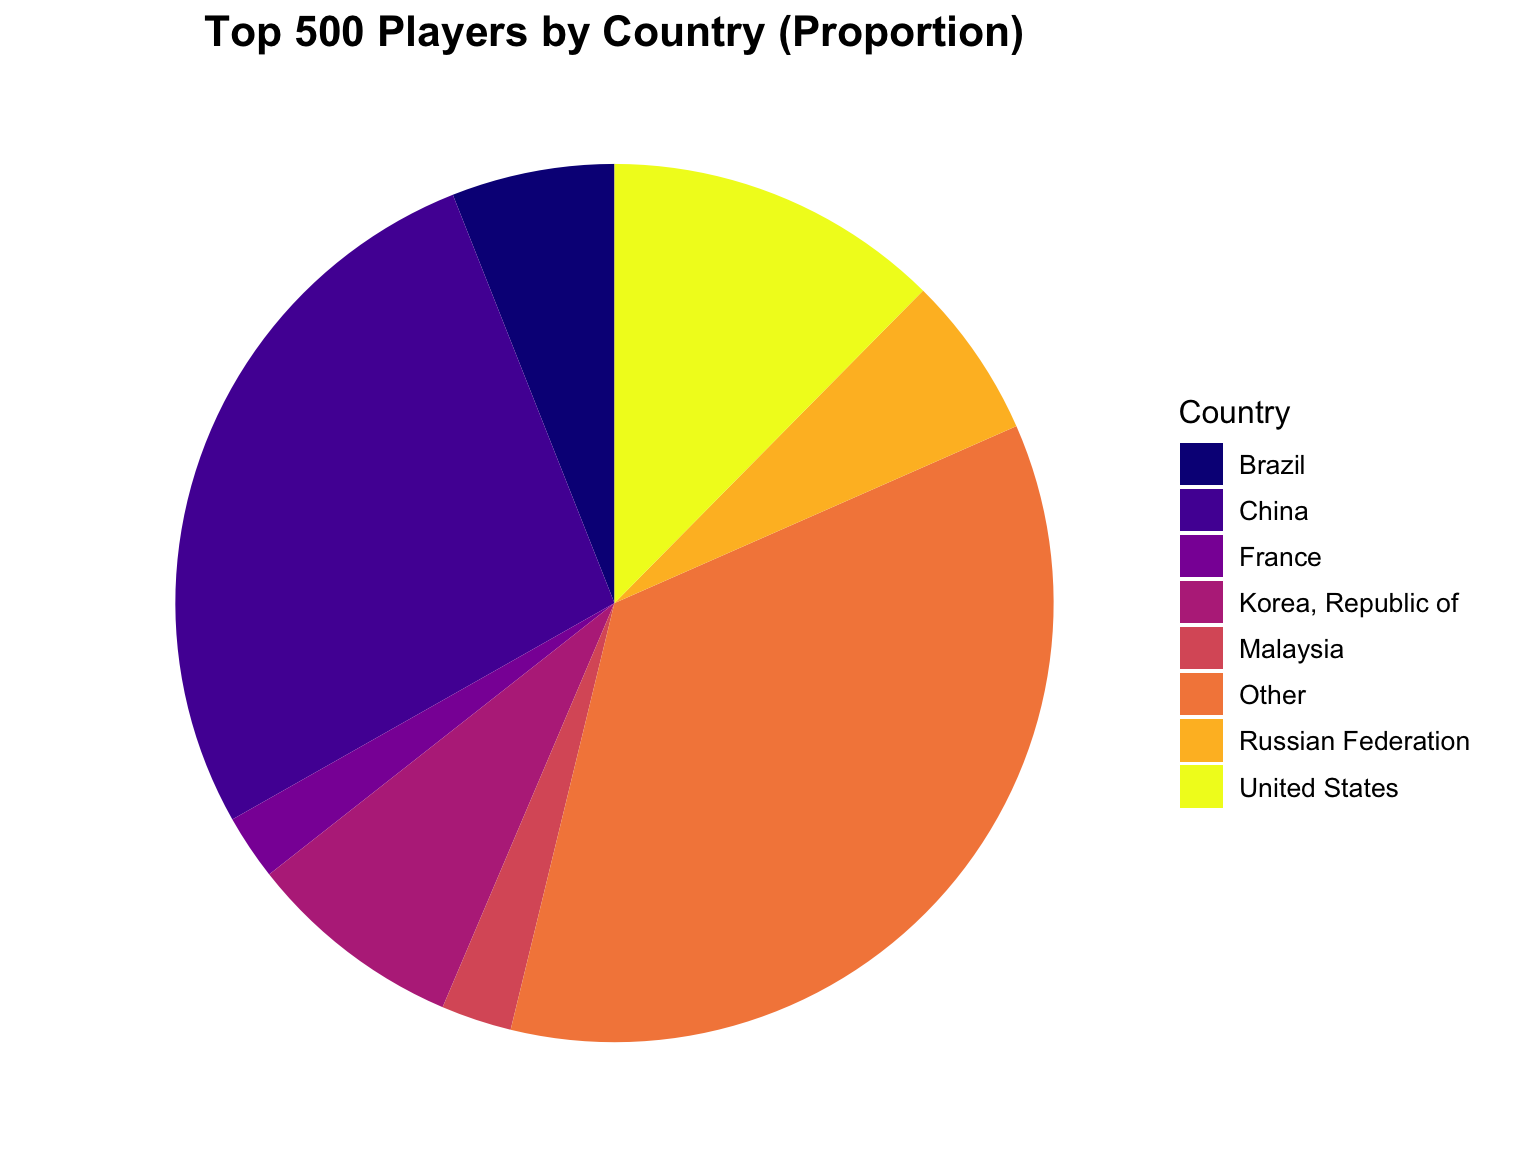 Top 500 Players by Country (Proportion)
Country
Brazil
China
France
Korea, Republic of
Malaysia
Other
Russian Federation
United States